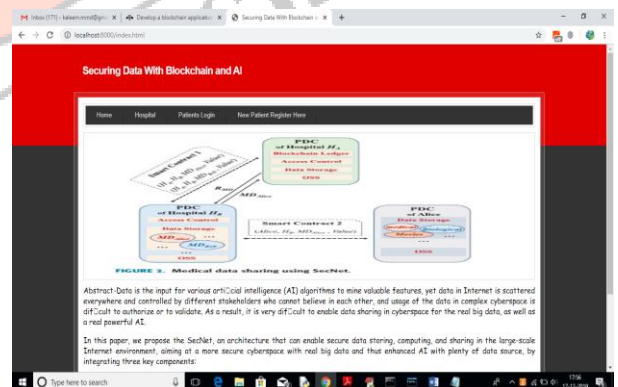 Inbox (171) - kaleem.mmd@gm
Develop a blockchain applicatio
Securing Data With Blockchain
localhost:8000/index.html
Securing Data With Blockchain and AI
Home Hospital Patients Login New Patient Register Here
PDC
of Hospital
Blockchain Ledger
Access Control
Data Storage
OSS
Smart Contract 1
PDC
of Hospital
Access Control
Data Storage
OSS
Smart Contract 2
PDC
of Alice
Data Storage
OSS
FIGURE 2. Medical data sharing using SecNet.
Abstract-Data is the input for various arti□cial intelligence (AI) algorithms to mine valuable features, yet data in Internet is scattered
everywhere and controlled by different stakeholders who cannot believe in each other, and usage of the data in complex cyberspace is
dif□cult to authorize or to validate. As a result, it is very dif□cult to enable data sharing in cyberspace for the real big data, as well as
a real powerful AI.
In this paper, we propose the SecNet, an architecture that can enable secure data storing, computing, and sharing in the large-scale
Internet environment, aiming at a more secure cyberspace with real big data and thus enhanced AI with plenty of data source, by
integrating three key components:
Type here to search
17:56